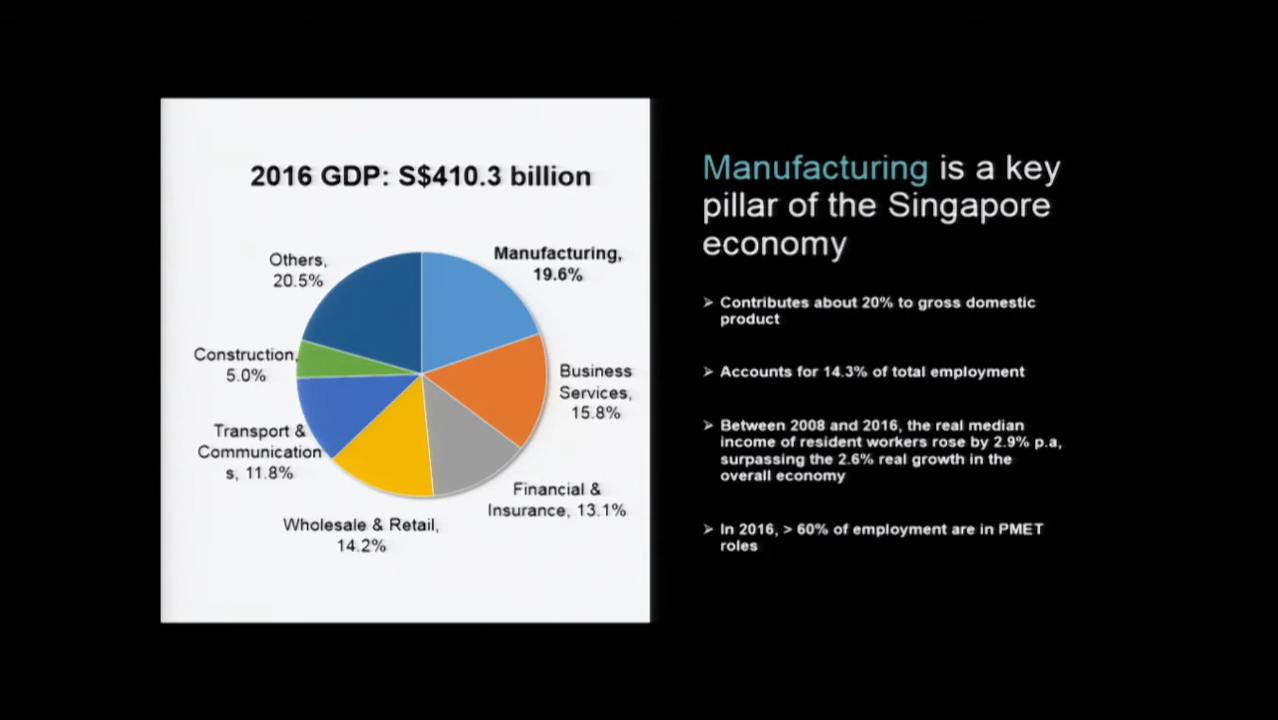 2016 GDP: S$410.3 billion
Others,
20.5%
Manufacturing,
19.6%
Construction,
5.0%
Business
Services,
15.8%
Transport &
Communication
s, 11.8%
Financial &
Insurance, 13.1%
Wholesale & Retail,
14.2%
Manufacturing is a key
pillar of the Singapore
economy
➢ Contributes about 20% to gross domestic
product
➢ Accounts for 14.3% of total employment
➢ Between 2008 and 2016, the real median
income of resident workers rose by 2.9% p.a,
surpassing the 2.6% real growth in the
overall economy
➢ In 2016, > 60% of employment are in PMET
roles